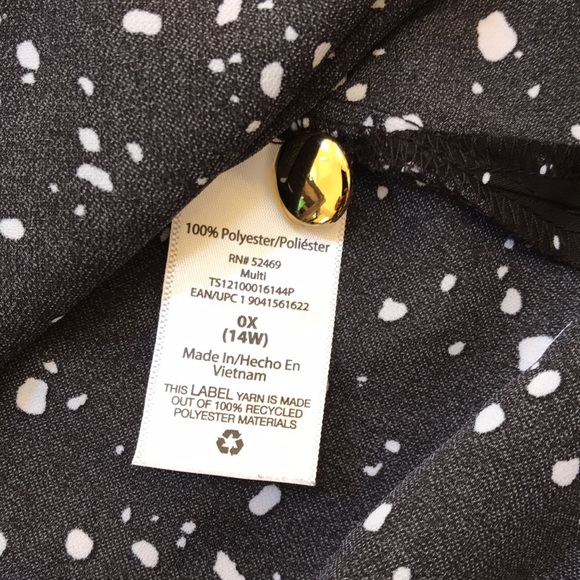 100% Polyester/Poliéster
RN# 52469
Multi
TS12100016144P
EAN/UPC 1 9041561622
0X
(14W)
Made In/Hecho En
Vietnam
THIS LABEL YARN IS MADE
OUT OF 100% RECYCLED
POLYESTER MATERIALS